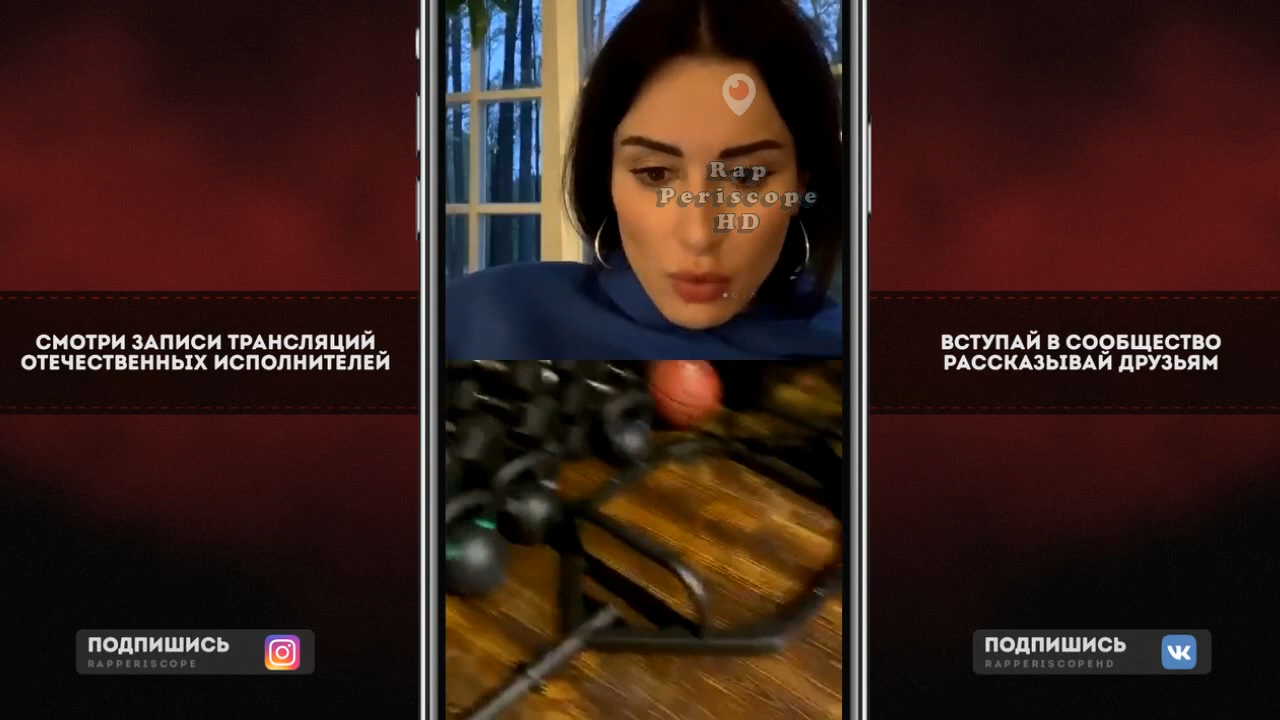 СМОТРИ ЗАПИСИ ТРАНСЛЯЦИЙ
ОТЕЧЕСТВЕННЫХ ИСПОЛНИТЕЛЕЙ
Rap
Periscope
HD
ВСТУПАЙ В СООБЩЕСТВО
РАССКАЗЫВАЙ ДРУЗЬЯМ
ПОДПИШИСЬ
RAPPERISCOPE
ПОДПИШИСЬ
RAPPERISCOPEHD